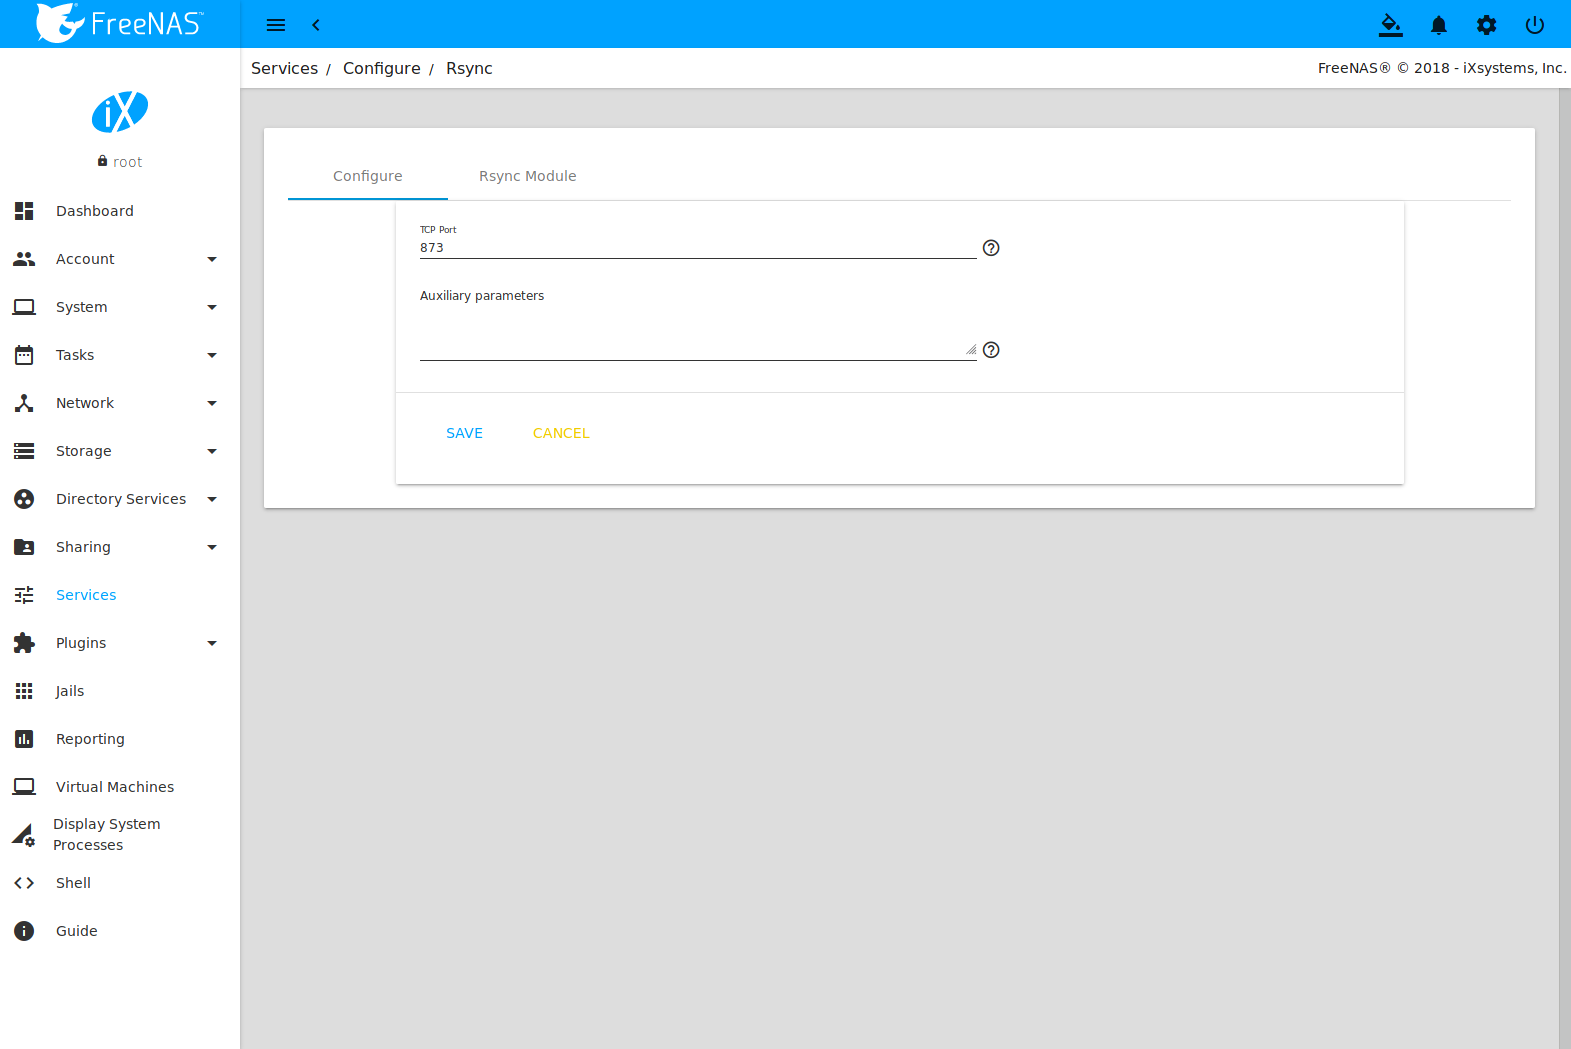 FreeNAS™
Services / Configure / Rsync
FreeNAS® © 2018 - iXsystems, Inc.
iX
root
Dashboard
Account
System
Tasks
Network
Storage
Directory Services
Sharing
Services
Plugins
Jails
Reporting
Virtual Machines
Display System
Processes
Shell
Guide
Configure
Rsync Module
TCP Port
873
Auxiliary parameters
SAVE
CANCEL